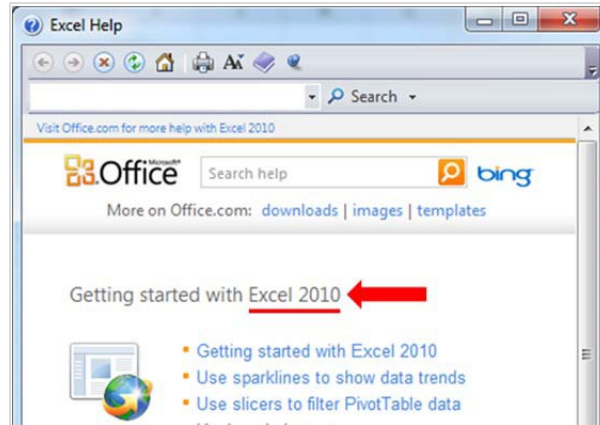 Excel Help
Search
Visit Office.com for more help with Excel 2010
Microsoft®
Office
Search help
bing
More on Office.com: downloads | images | templates
Getting started with Excel 2010
Getting started with Excel 2010
Use sparklines to show data trends
Use slicers to filter PivotTable data